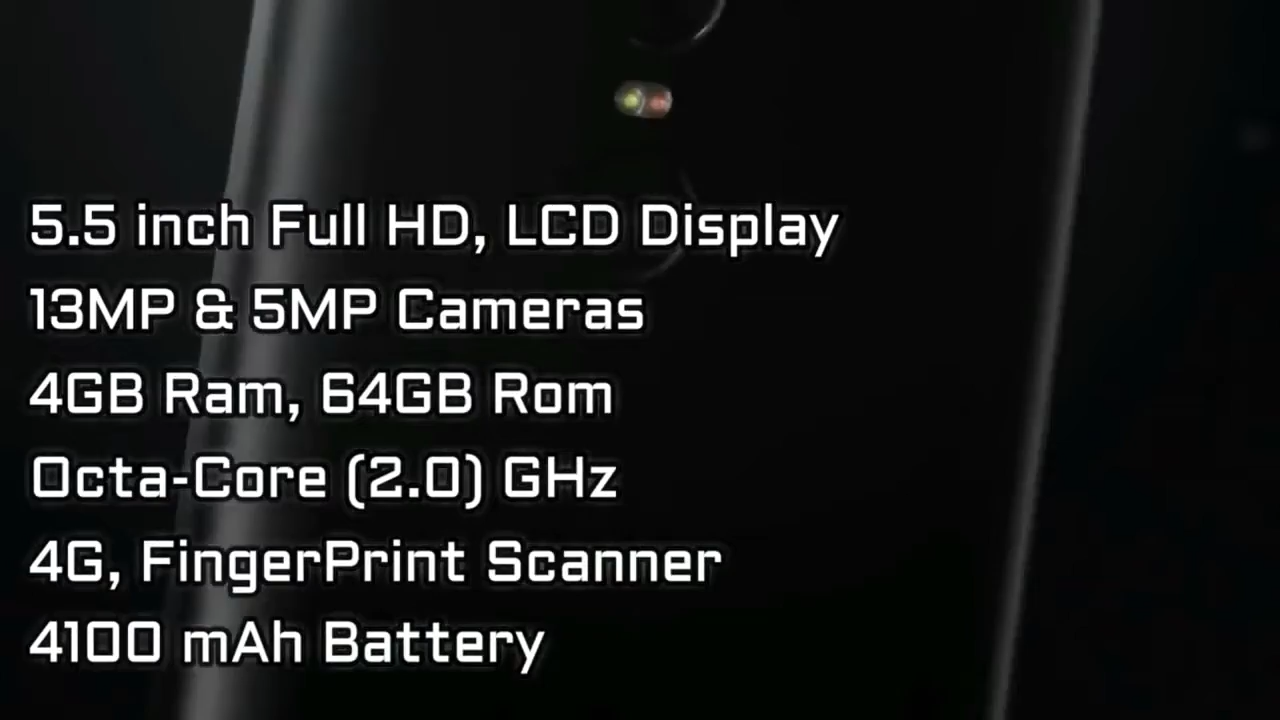 5.5 inch Full HD, LCD Display
13MP & 5MP Cameras
4GB Ram, 64GB Rom
Octa-Core (2.0) GHz
4G, FingerPrint Scanner
4100 mAh Battery